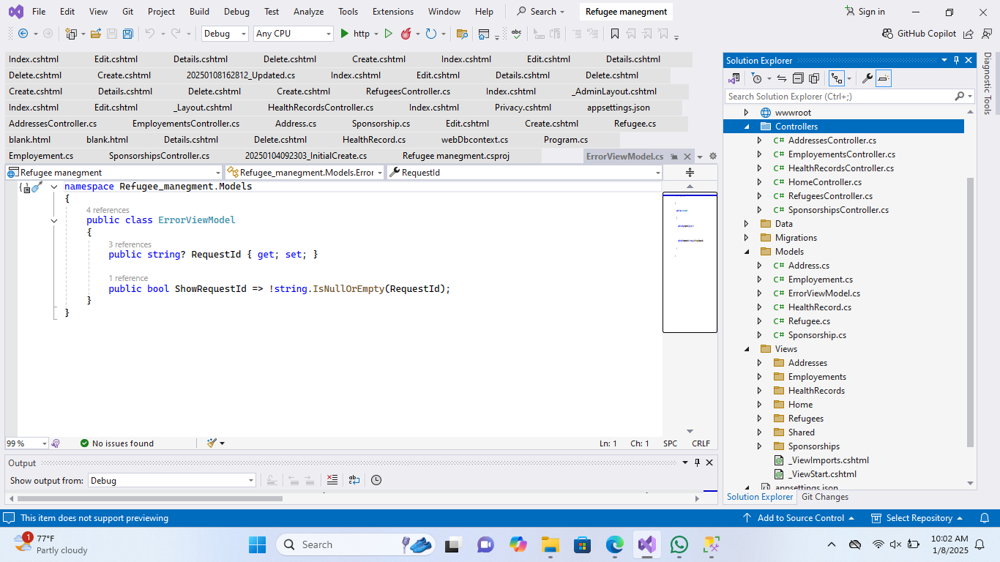 File Edit View Git Project Build Debug Test Analyze Tools Extensions Window Help Search Refugee manegment Sign in
Debug Any CPU http GitHub Copilot
Index.cshtml Edit.cshtml Details.cshtml Delete.cshtml Create.cshtml Index.cshtml Edit.cshtml Details.cshtml
Delete.cshtml Create.cshtml 20250108162812_Updated.cs Index.cshtml Edit.cshtml Details.cshtml Delete.cshtml
Create.cshtml Details.cshtml Delete.cshtml Create.cshtml RefugeesController.cs Index.cshtml _AdminLayout.cshtml
Index.cshtml Edit.cshtml _Layout.cshtml HealthRecordsController.cs Index.cshtml Privacy.cshtml appsettings.json
AddressesController.cs EmployementsController.cs Address.cs Sponsorship.cs Edit.cshtml Create.cshtml Refugee.cs
blank.html blank.html Details.cshtml Delete.cshtml HealthRecord.cs webDbcontext.cs Program.cs
Employement.cs SponsorshipsController.cs 20250104092303_InitialCreate.cs Refugee manegment.csproj ErrorViewModel.cs
Refugee manegment Refugee_manegment.Models.Error RequestId
namespace Refugee_manegment.Models
{
4 references
public class ErrorViewModel
{
3 references
public string? RequestId { get; set; }
1 reference
public bool ShowRequestId => !string.IsNullOrEmpty(RequestId);
}
}
99 % No issues found Ln: 1 Ch: 1 SPC CRLF
Output
Show output from: Debug
Solution Explorer
Search Solution Explorer (Ctrl+;)
wwwroot
Controllers
C# AddressesController.cs
C# EmployementsController.cs
C# HealthRecordsController.cs
C# HomeController.cs
C# RefugeesController.cs
C# SponsorshipsController.cs
Data
Migrations
Models
C# Address.cs
C# Employement.cs
C# ErrorViewModel.cs
C# HealthRecord.cs
C# Refugee.cs
C# Sponsorship.cs
Views
Addresses
Employements
HealthRecords
Home
Refugees
Shared
Sponsorships
_ViewImports.cshtml
_ViewStart.cshtml
appsettings.json
Solution Explorer Git Changes
Diagnostic Tools
This item does not support previewing Add to Source Control Select Repository
1 77°F
Partly cloudy
Search
10:02 AM
1/8/2025